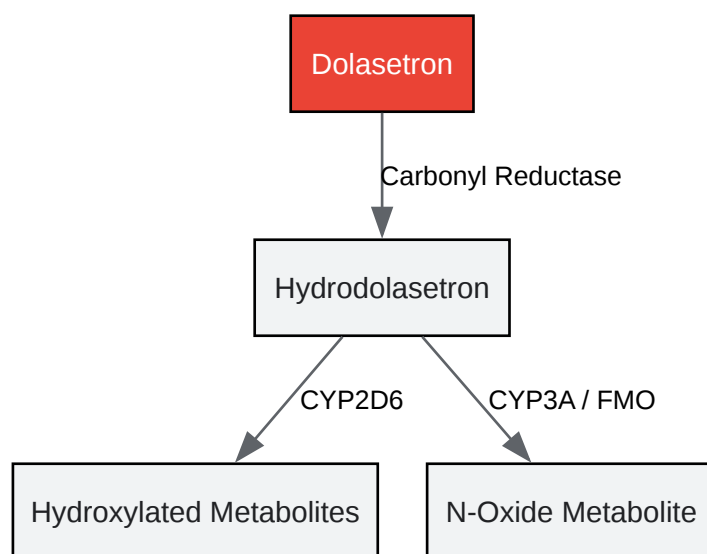 Dolasetron
Carbonyl Reductase
Hydrodolasetron
CYP2D6
CYP3A / FMO
Hydroxylated Metabolites
N-Oxide Metabolite